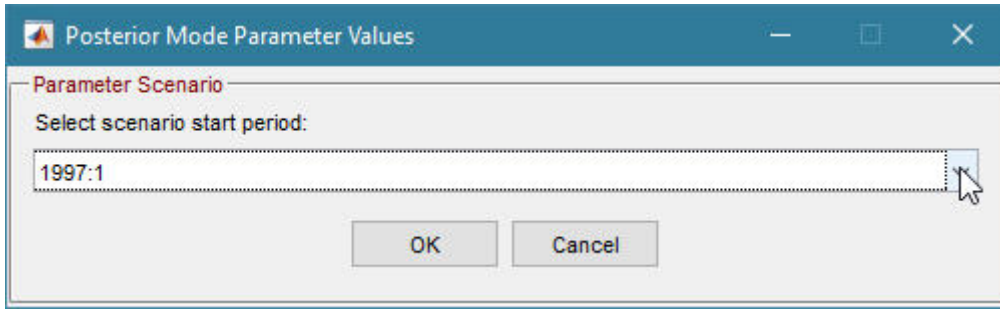 Posterior Mode Parameter Values
Parameter Scenario
Select scenario start period:
1997:1
OK Cancel